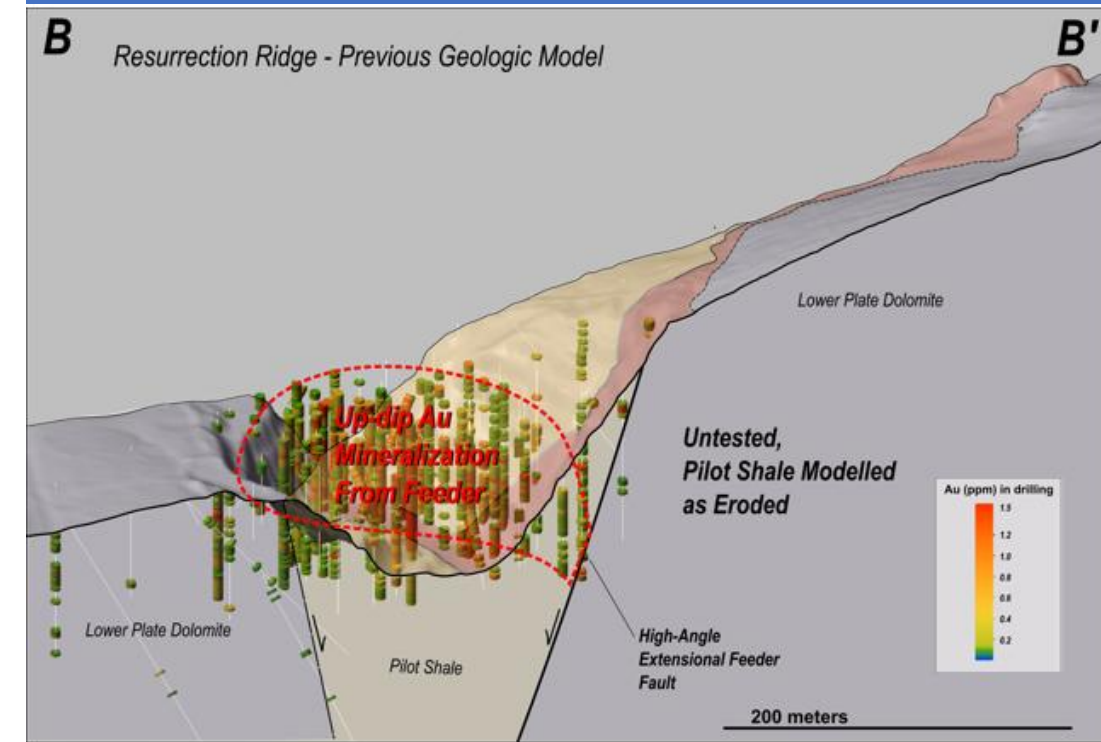 B
B'
Resurrection Ridge - Previous Geologic Model
Lower Plate Dolomite
Up-dip Au
Mineralization
From Feeder
Untested,
Pilot Shale Modelled
as Eroded
Au (ppm) in drilling
1.5
1.2
1.0
0.8
0.6
0.4
0.2
Lower Plate Dolomite
Pilot Shale
High-Angle
Extensional Feeder
Fault
200 meters